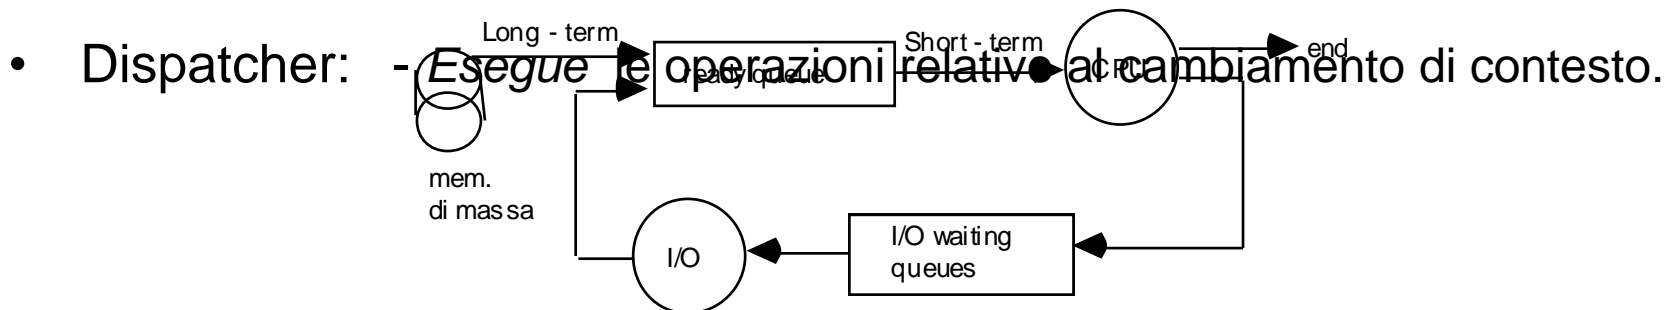 • Dispatcher: - Esegue le operazioni relative al cambiamento di contesto.
Long - term
Short - term
ready queue
CPU
end
mem.
di massa
I/O
I/O waiting
queues